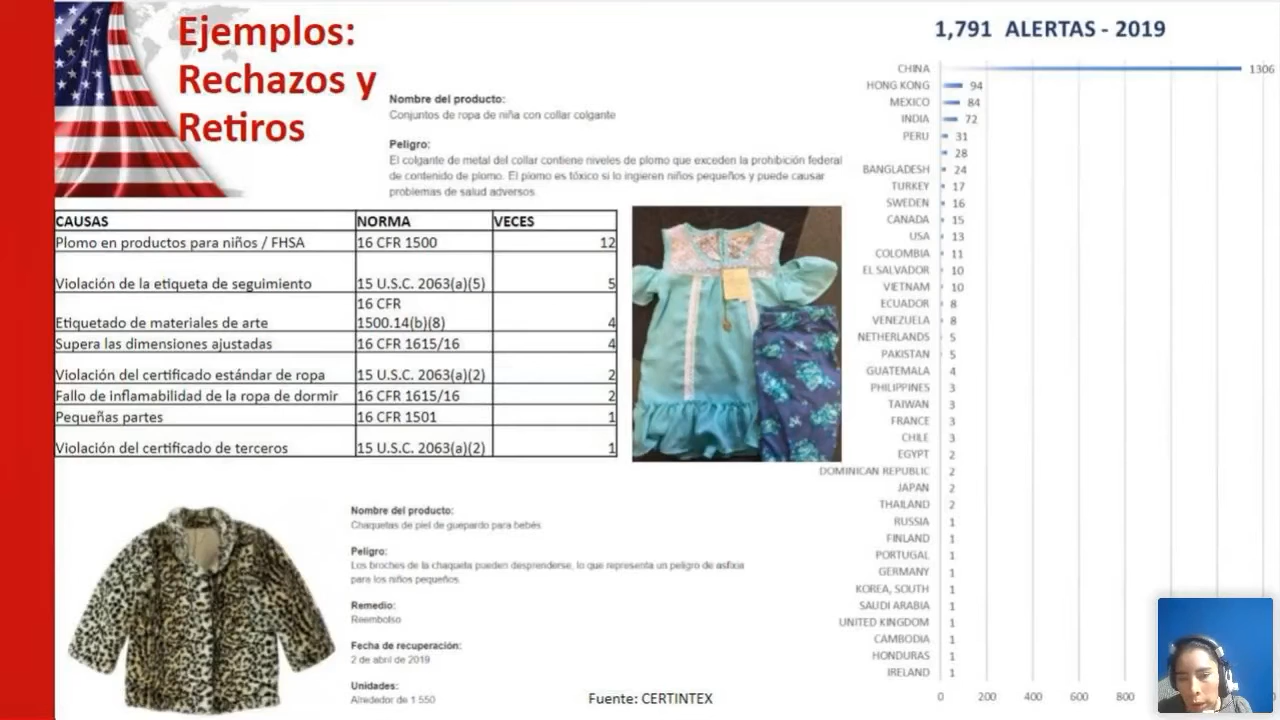 Ejemplos:
Rechazos y
Retiros
Nombre del producto:
Conjuntos de ropa de niña con collar colgante
Peligro:
El colgante de metal del collar contiene niveles de plomo que exceden la prohibición federal
de contenido de plomo. El plomo es tóxico si lo ingieren niños pequeños y puede causar
problemas de salud adversos.
CAUSAS NORMA VECES
Plomo en productos para niños / FHSA 16 CFR 1500 12
Violación de la etiqueta de seguimiento 15 U.S.C. 2063(a)(5) 5
Etiquetado de materiales de arte 16 CFR 1500.14(b)(8) 4
Supera las dimensiones ajustadas 16 CFR 1615/16 4
Violación del certificado estándar de ropa 15 U.S.C. 2063(a)(2) 2
Fallo de inflamabilidad de la ropa de dormir 16 CFR 1615/16 2
Pequeñas partes 16 CFR 1501 1
Violación del certificado de terceros 15 U.S.C. 2063(a)(2) 1
Nombre del producto:
Chaquetas de piel de guepardo para bebés
Peligro:
Los broches de la chaqueta pueden desprenderse, lo que representa un peligro de asfixia
para los niños pequeños.
Remedio:
Reembolso
Fecha de recuperación:
2 de abril de 2019
Unidades:
Alrededor de 1 550
Fuente: CERTINTEX
1,791 ALERTAS - 2019
CHINA 1306
HONG KONG 94
MEXICO 84
INDIA 72
PERU 31
28
BANGLADESH 24
TURKEY 17
SWEDEN 16
CANADA 15
USA 13
COLOMBIA 11
EL SALVADOR 10
VIETNAM 10
ECUADOR 8
VENEZUELA 8
NETHERLANDS 5
PAKISTAN 5
GUATEMALA 4
PHILIPPINES 3
TAIWAN 3
FRANCE 3
CHILE 3
EGYPT 2
DOMINICAN REPUBLIC 2
JAPAN 2
THAILAND 2
RUSSIA 1
FINLAND 1
PORTUGAL 1
GERMANY 1
KOREA, SOUTH 1
SAUDI ARABIA 1
UNITED KINGDOM 1
CAMBODIA 1
HONDURAS 1
IRELAND 1
0 200 400 600 800